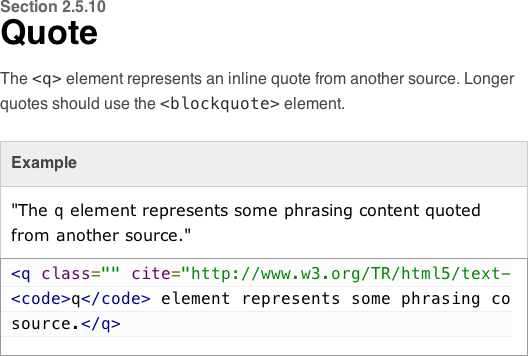 Section 2.5.10
Quote
The <q> element represents an inline quote from another source. Longer
quotes should use the <blockquote> element.
Example
"The q element represents some phrasing content quoted
from another source."
<q class="" cite="http://www.w3.org/TR/html5/text-
<code>q</code> element represents some phrasing co
source.</q>